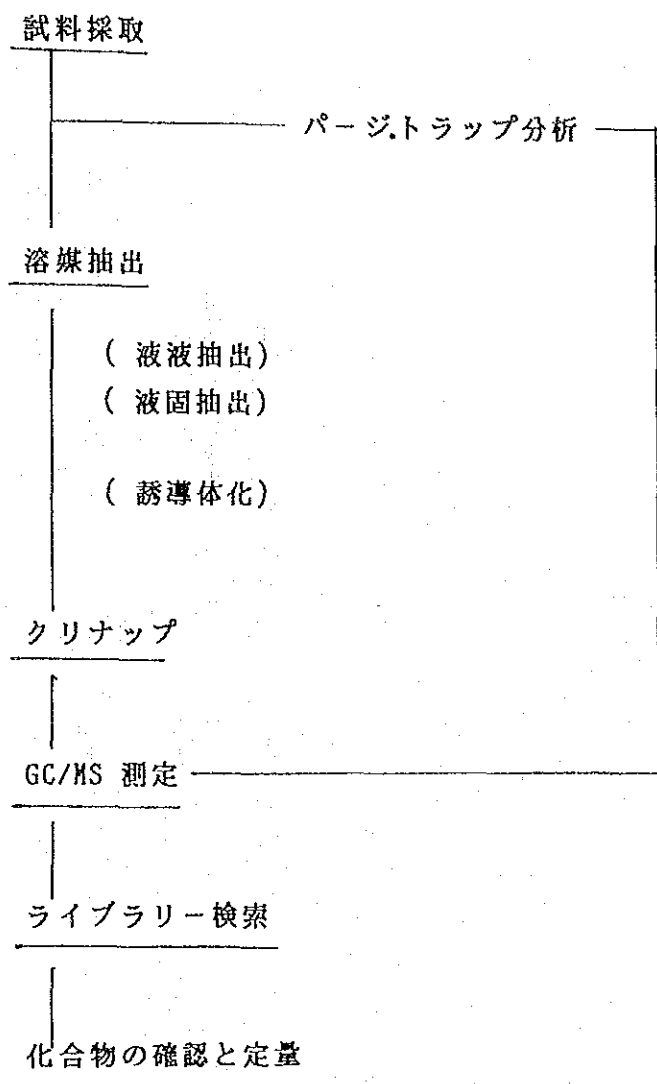 試料採取
パージ.トラップ分析
溶媒抽出
( 液液抽出)
( 液固抽出)
( 誘導体化)
クリナップ
GC/MS 測定
ライブラリー検索
化合物の確認と定量